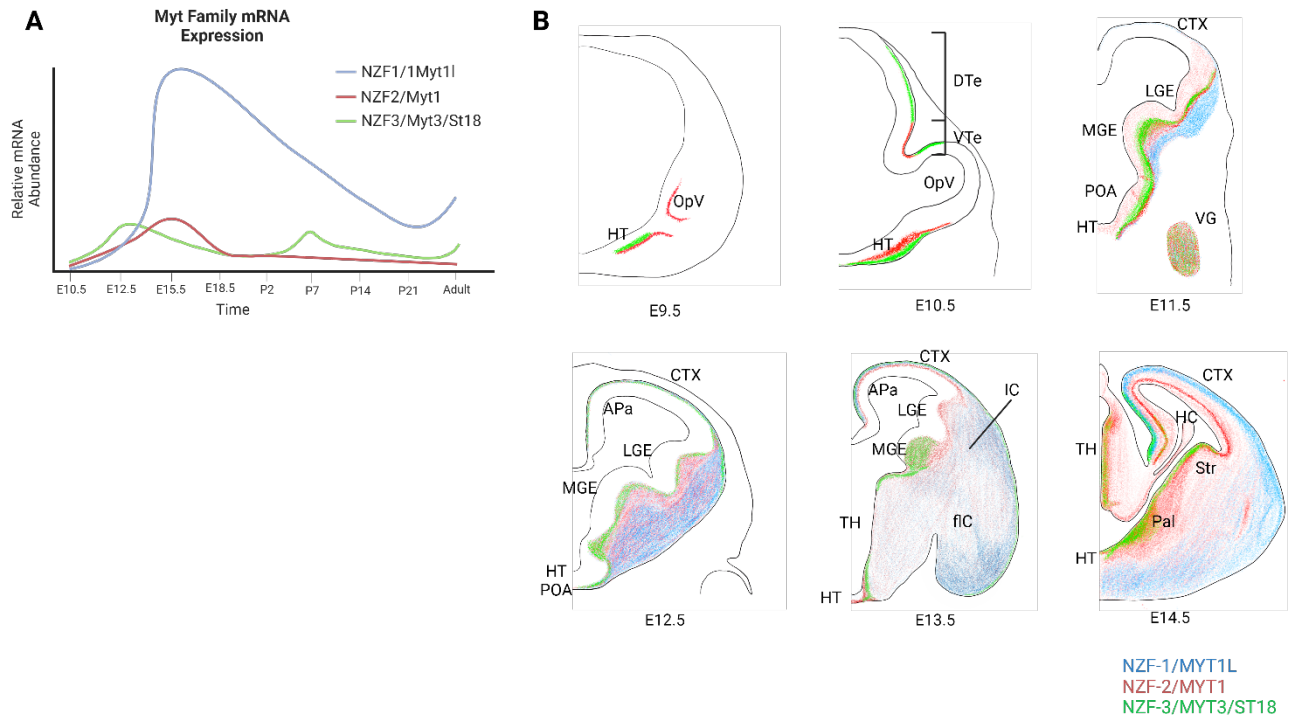 A
Myt Family mRNA
Expression
NZF1/1Myt1l
NZF2/Myt1
NZF3/Myt3/St18
Relative mRNA
Abundance
E10.5 E12.5 E15.5 E18.5 P2 P7 P14 P21 Adult
Time
B
OpV
HT
E9.5
DTe
VTe
OpV
HT
E10.5
CTX
LGE
MGE
POA
HT
VG
E11.5
CTX
APa
LGE
MGE
HT
POA
E12.5
CTX
APa
IC
LGE
MGE
TH
flC
HT
E13.5
CTX
HC
TH
Str
Pal
HT
E14.5
NZF-1/MYT1L
NZF-2/MYT1
NZF-3/MYT3/ST18